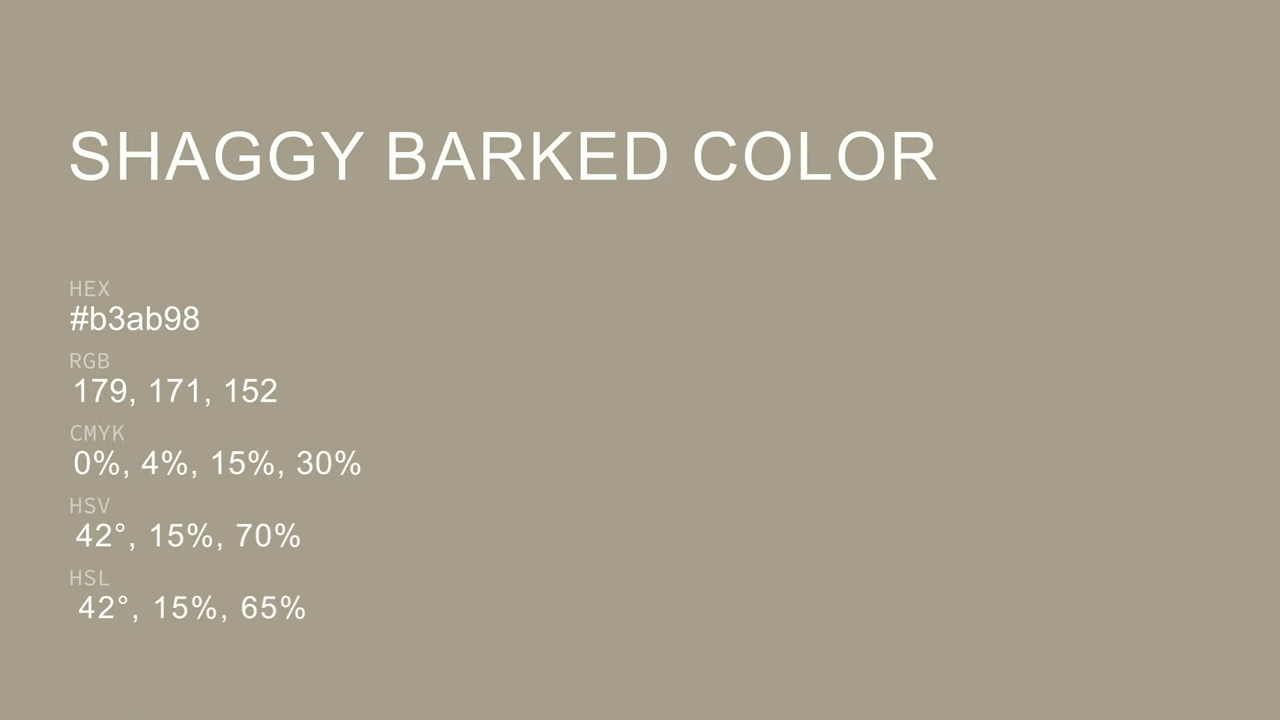 SHAGGY BARKED COLOR
HEX
#b3ab98
RGB
179, 171, 152
CMYK
0%, 4%, 15%, 30%
HSV
42°, 15%, 70%
HSL
42°, 15%, 65%